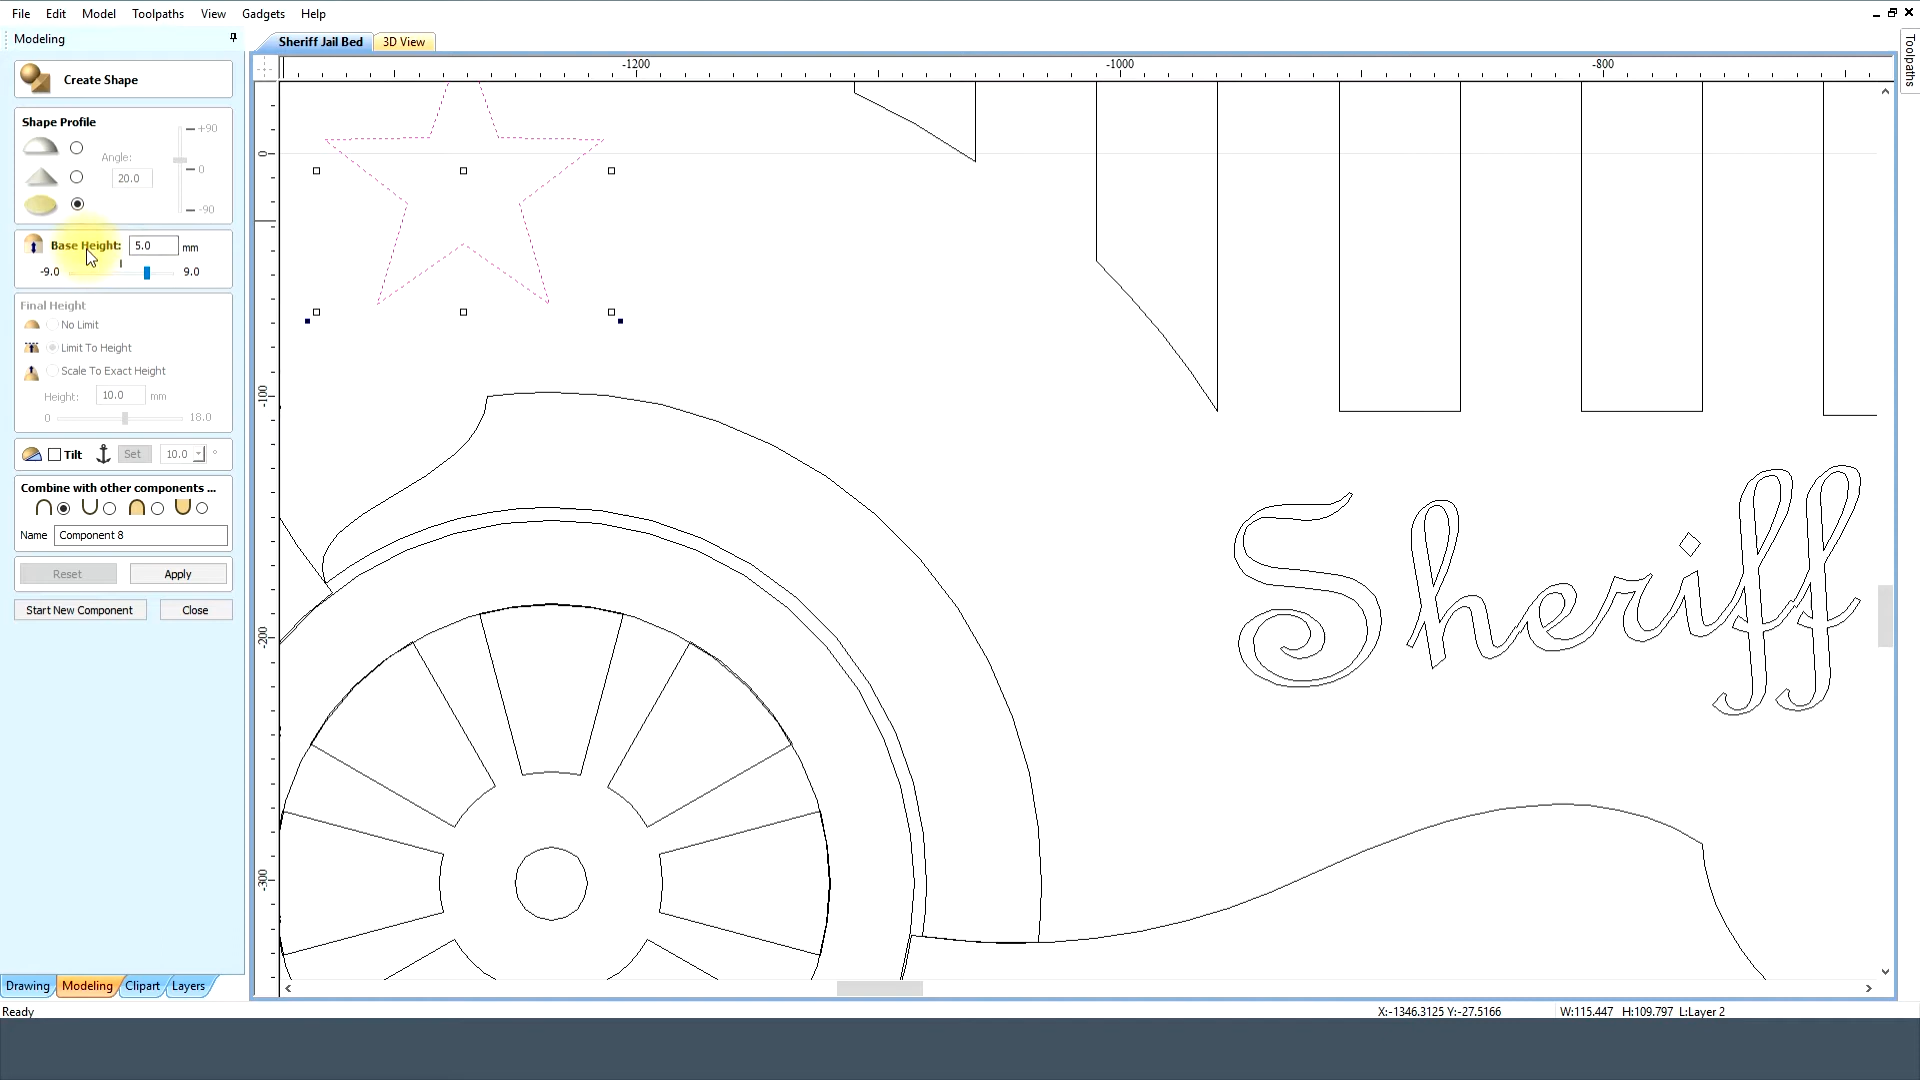 File Edit Model Toolpaths View Gadgets Help
Modeling
Sheriff Jail Bed 3D View
Toolpaths
-1200 -1000 -800
Create Shape
Shape Profile
+90
Angle:
0
20.0
-90
Base Height: 5.0 mm
-9.0 9.0
Final Height
No Limit
Limit To Height
Scale To Exact Height
Height: 10.0 mm
0 18.0
Tilt Set 10.0 °
Combine with other components ...
Name Component 8
Reset Apply
Start New Component Close
0
-100
-200
-300
Sheriff
Drawing Modeling Clipart Layers
Ready X:-1346.3125 Y:-27.5166 W:115.447 H:109.797 L:Layer 2